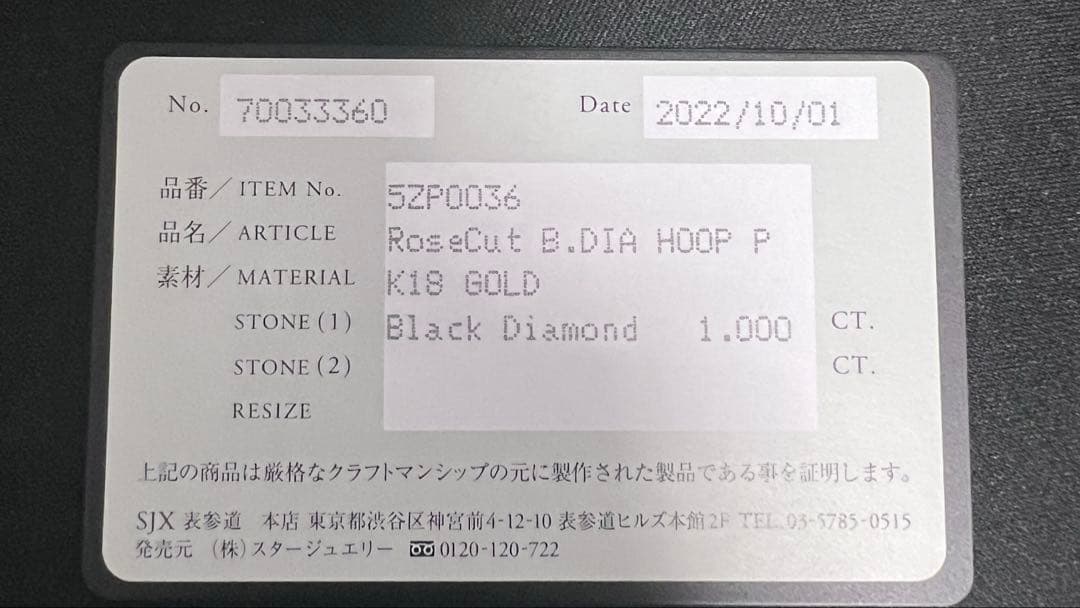 No. 70033360 Date 2022/10/01
品番／ITEM No. 5ZP0036
品名／ARTICLE RoseCut B.DIA HOOP P
素材／MATERIAL K18 GOLD
STONE (1) Black Diamond 1.000 CT.
STONE (2) CT.
RESIZE
上記の商品は厳格なクラフトマンシップの元に製作された製品である事を証明します。
SJX 表参道 本店 東京都渋谷区神宮前4-12-10 表参道ヒルズ本館2F TEL.03-5785-0515
発売元 (株)スタージュエリー 0120-120-722